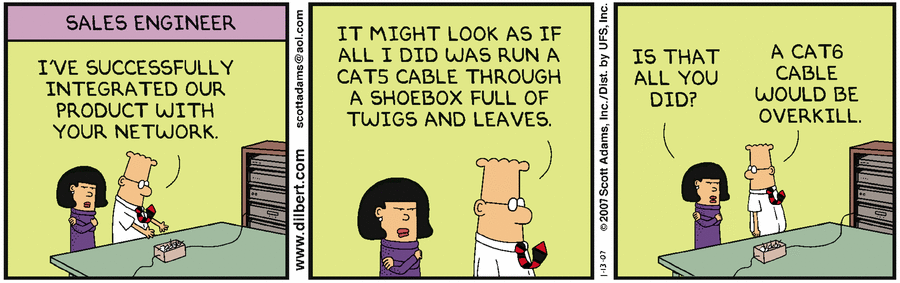 SALES ENGINEER
I'VE SUCCESSFULLY
INTEGRATED OUR
PRODUCT WITH
YOUR NETWORK.
www.dilbert.com
scottadams@aol.com
IT MIGHT LOOK AS IF
ALL I DID WAS RUN A
CAT5 CABLE THROUGH
A SHOEBOX FULL OF
TWIGS AND LEAVES.
1-13-07
© 2007 Scott Adams, Inc./Dist. by UFS, Inc.
IS THAT
ALL YOU
DID?
A CAT6
CABLE
WOULD BE
OVERKILL.